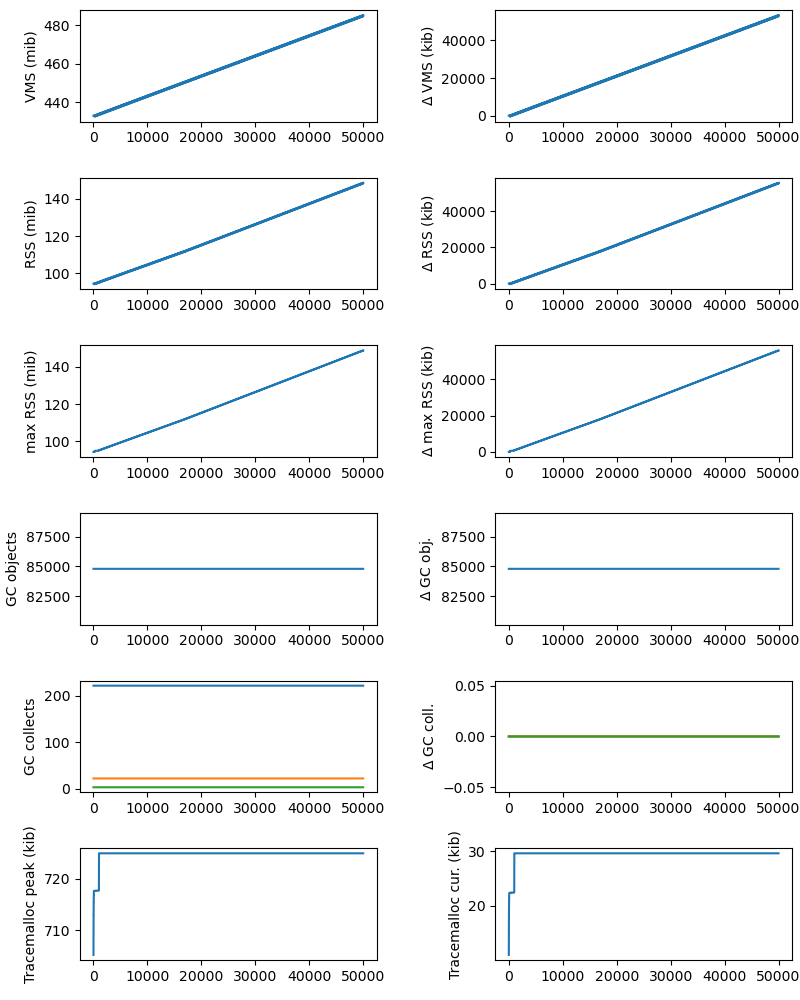 VMS (mib)
480
460
440
0 10000 20000 30000 40000 50000
Δ VMS (kib)
40000
20000
0
0 10000 20000 30000 40000 50000
RSS (mib)
140
120
100
0 10000 20000 30000 40000 50000
Δ RSS (kib)
40000
20000
0
0 10000 20000 30000 40000 50000
max RSS (mib)
140
120
100
0 10000 20000 30000 40000 50000
Δ max RSS (kib)
40000
20000
0
0 10000 20000 30000 40000 50000
GC objects
87500
85000
82500
0 10000 20000 30000 40000 50000
Δ GC obj.
87500
85000
82500
0 10000 20000 30000 40000 50000
GC collects
200
100
0
0 10000 20000 30000 40000 50000
Δ GC coll.
0.05
0.00
−0.05
0 10000 20000 30000 40000 50000
Tracemalloc peak (kib)
720
710
0 10000 20000 30000 40000 50000
Tracemalloc cur. (kib)
30
20
0 10000 20000 30000 40000 50000